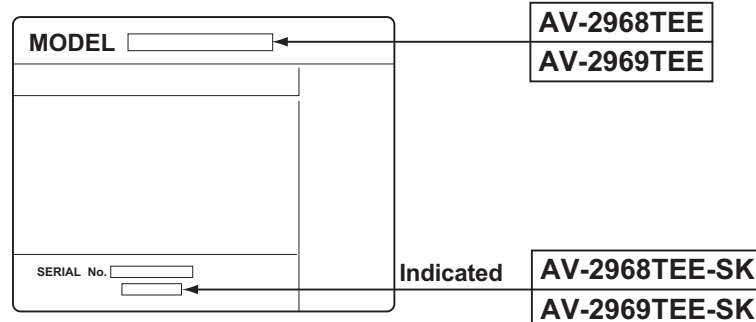 MODEL
AV-2968TEE
AV-2969TEE
SERIAL No.
Indicated
AV-2968TEE-SK
AV-2969TEE-SK